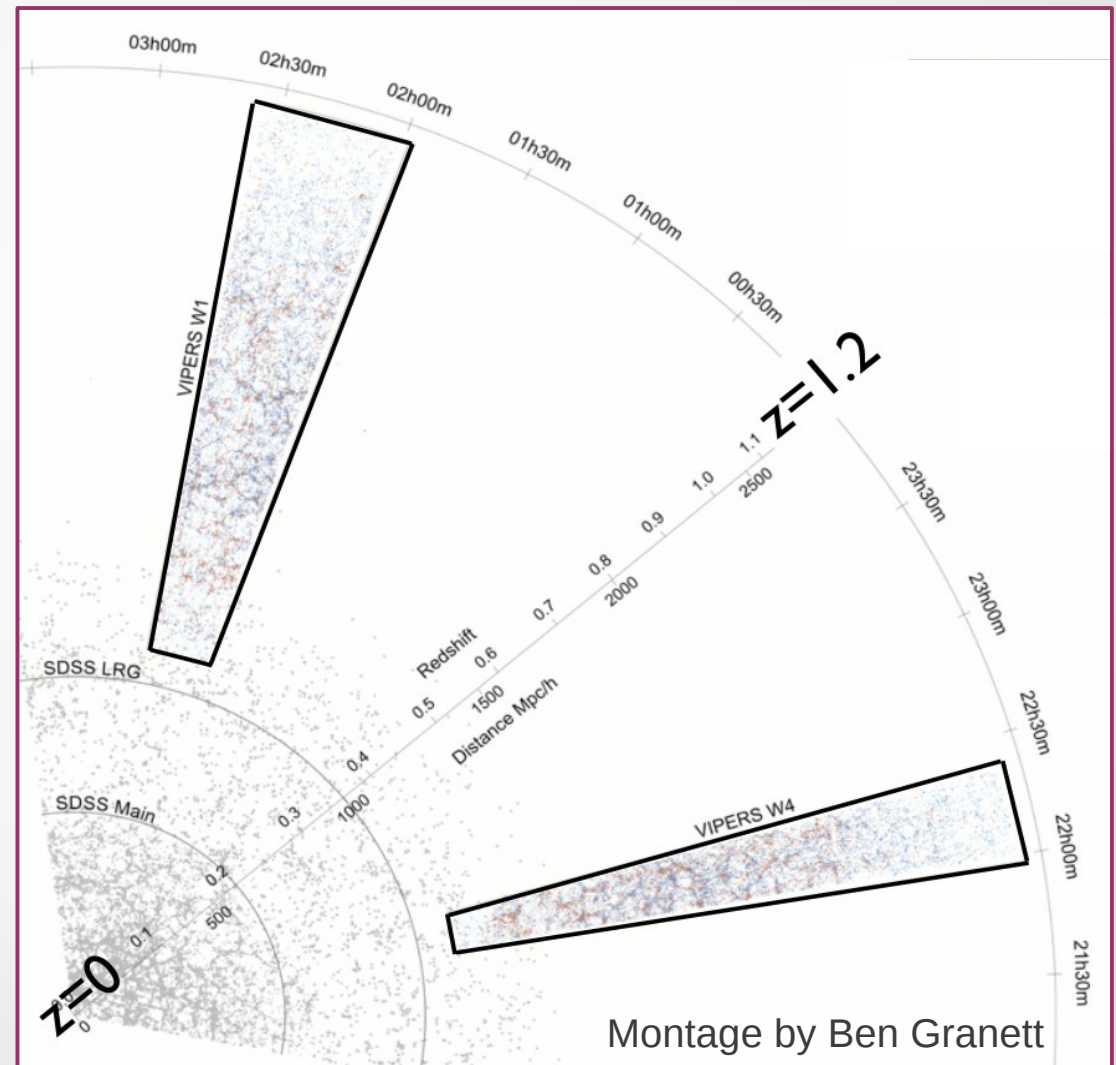 03h00m
02h30m
02h00m
01h30m
01h00m
00h30m
z=1.2
VIPERS W1
1.1
2500
1.0
0.9
0.8
2000
0.7
0.6
Redshift
1500
0.5
Distance Mpc/h
0.4
1000
0.3
0.2
500
0.1
0.0
0
z=0
SDSS LRG
SDSS Main
23h30m
23h00m
22h30m
VIPERS W4
22h00m
21h30m
Montage by Ben Granett